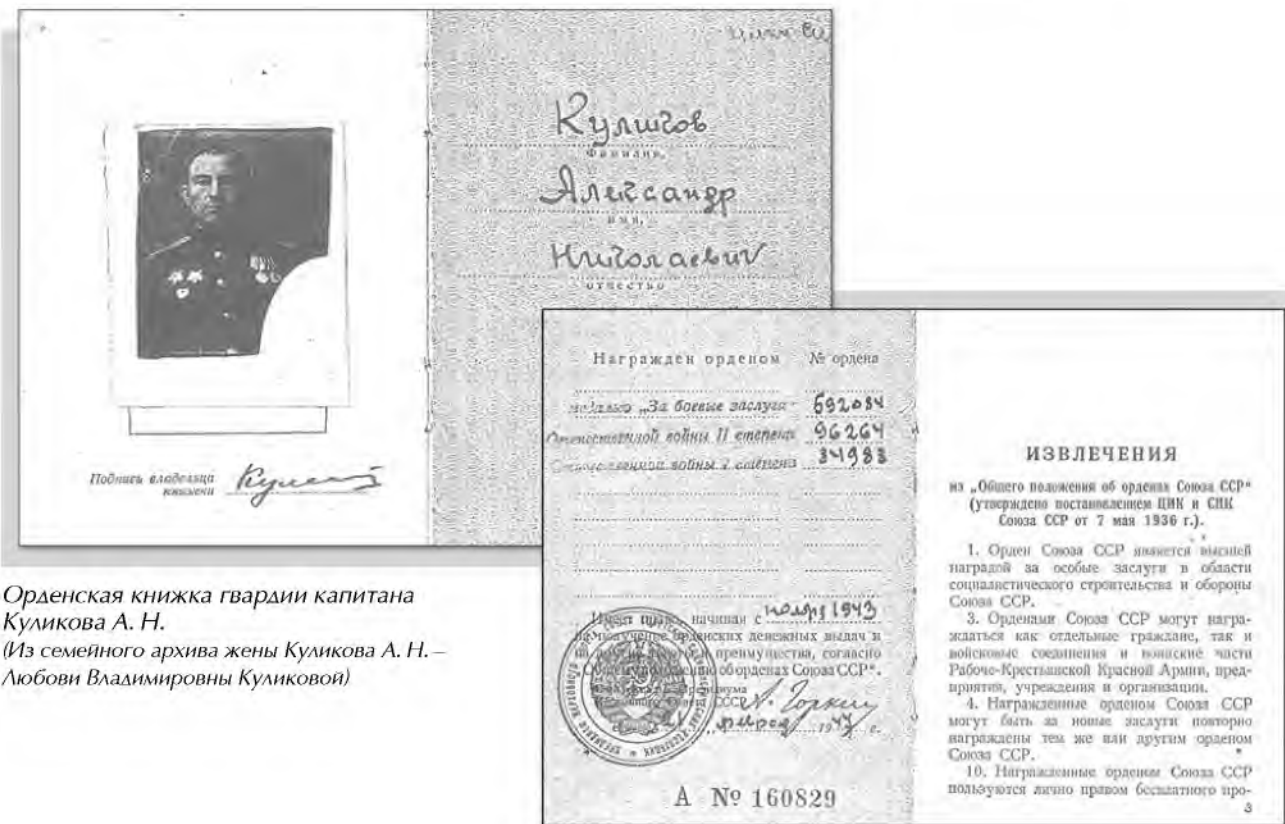 Куликов
Фамилия,
Александр
имя,
Николаевич
отчество
Подпись владельца
книжки
Награжден орденом № ордена
медалью „За боевые заслуги“ 592084
Отечественной войны II степени 96264
Отечественной войны I степени 34983
Имеет право, начиная с ноября 1943
на получение орденских денежных выдач и
преимущества, согласно
об орденах Союза ССР“.
СССР А. Горкин
1947 г.
А № 160829
ИЗВЛЕЧЕНИЯ
из „Общего положения об орденах Союза ССР“
(утверждено постановлением ЦИК и СНК
Союза ССР от 7 мая 1936 г.).
1. Орден Союза ССР является высшей
наградой за особые заслуги в области
социалистического строительства и обороны
Союза ССР.
3. Орденами Союза ССР могут награ-
ждаться как отдельные граждане, так и
войсковые соединения и воинские части
Рабоче-Крестьянской Красной Армии, пред-
приятия, учреждения и организации.
4. Награжденные орденом Союза ССР
могут быть за новые заслуги повторно
награждены тем же или другим орденом
Союза ССР.
10. Награжденные орденом Союза ССР
пользуются лично правом бесплатного про-
3
Орденская книжка гвардии капитана
Куликова А. Н.
(Из семейного архива жены Куликова А. Н. –
Любови Владимировны Куликовой)